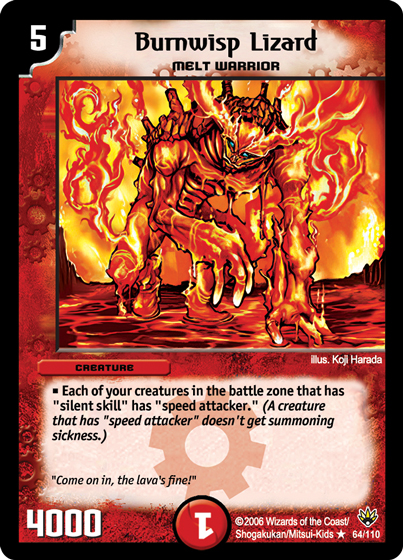 5
Burnwisp Lizard
MELT WARRIOR
illus. Koji Harada
CREATURE
▪ Each of your creatures in the battle zone that has
"silent skill" has "speed attacker." (A creature
that has "speed attacker" doesn't get summoning
sickness.)
"Come on in, the lava's fine!"
4000
1
©2006 Wizards of the Coast/
Shogakukan/Mitsui-Kids ★ 64/110